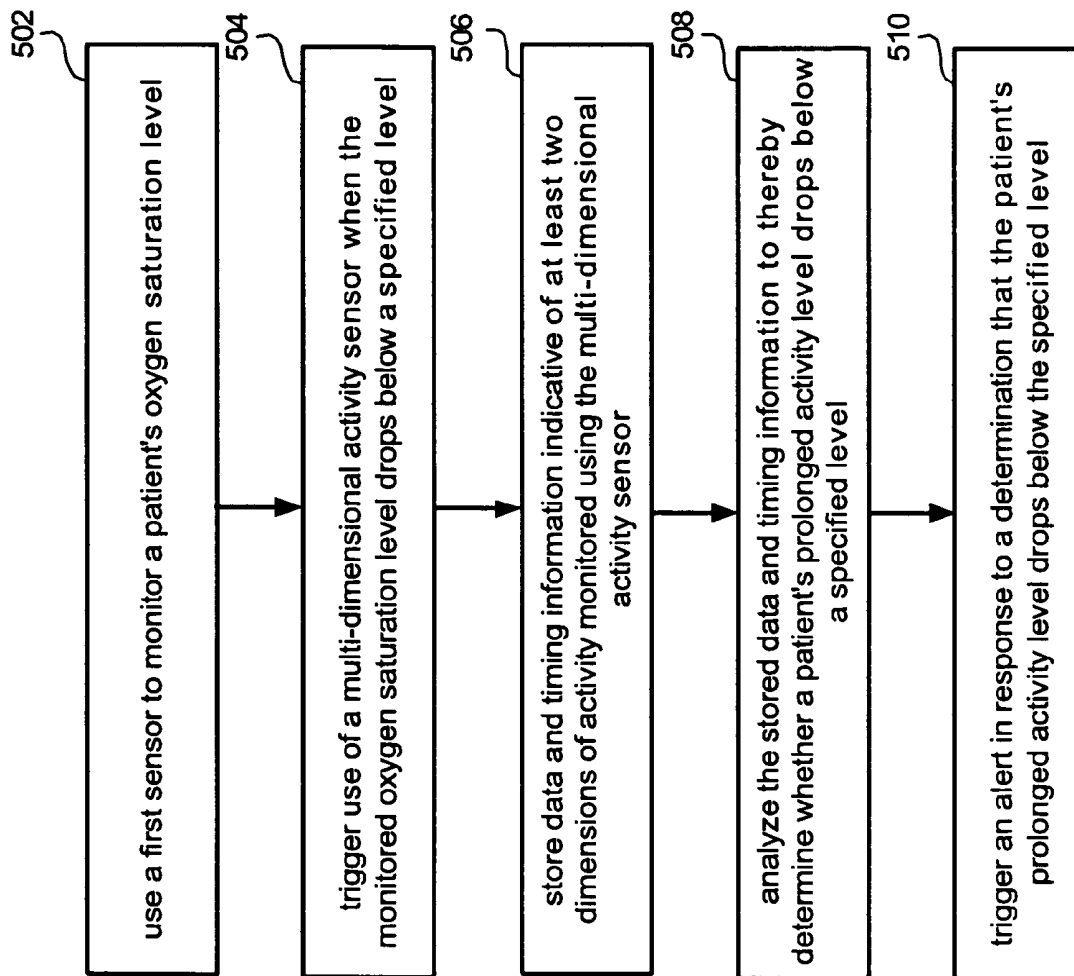 502
use a first sensor to monitor a patient's oxygen saturation level
504
trigger use of a multi-dimensional activity sensor when the
monitored oxygen saturation level drops below a specified level
506
store data and timing information indicative of at least two
dimensions of activity monitored using the multi-dimensional
activity sensor
508
analyze the stored data and timing information to thereby
determine whether a patient's prolonged activity level drops below
a specified level
510
trigger an alert in response to a determination that the patient's
prolonged activity level drops below the specified level